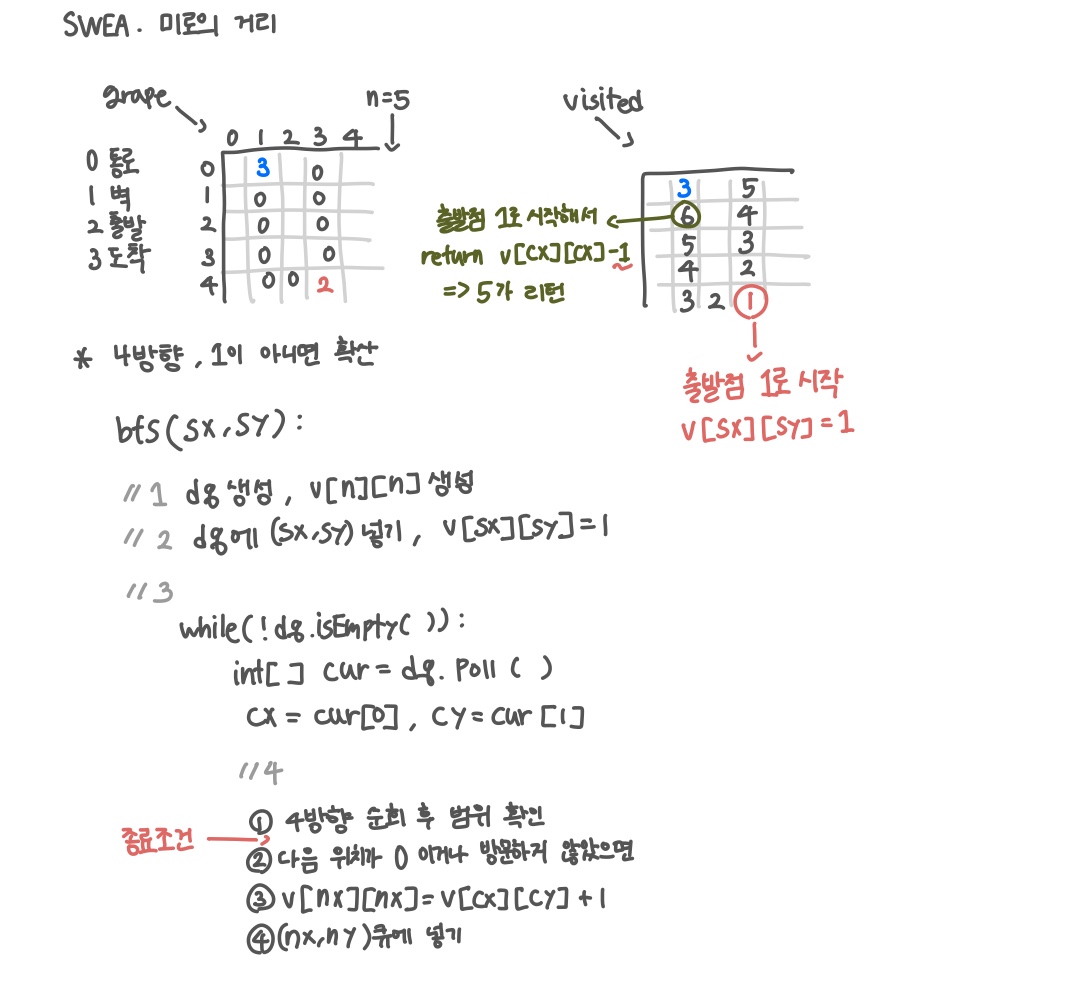 SWEA. 미로의 거리
grape
n=5
visited
0 1 2 3 4
0 통로
1 벽
2 출발
3 도착
0 3 0
1 0 0
2 0 0
3 0 0
4 0 0 2
3 5
6 4
5 3
4 2
3 2 1
출발점 1로 시작해서
return v[cx][cx]-1
=> 5가 리턴
출발점 1로 시작
v[sx][sy]=1
* 4방향, 1이 아니면 확산
bfs(sx,sy):
//1 dq생성, v[n][n]생성
//2 dq에 (sx,sy) 넣기, v[sx][sy]=1
//3
while(!dq.isEmpty( )):
int[ ] cur = dq.poll( )
cx = cur[0], cy=cur[1]
//4
종료조건
① 4방향 순회 후 범위 확인
② 다음 위치가 0 이거나 방문하지 않았으면
③ v[nx][nx]=v[cx][cy]+1
④ (nx,ny)큐에 넣기